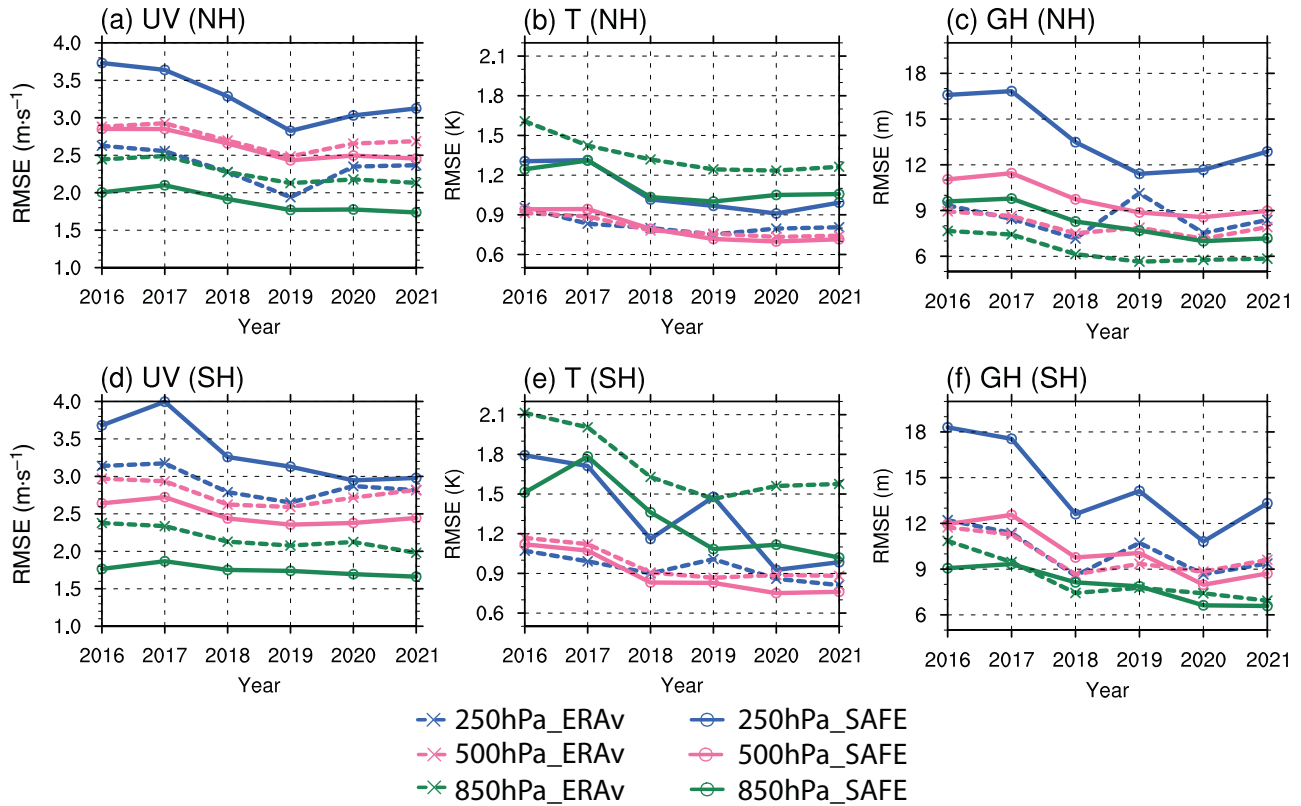 (a) UV (NH)
(b) T (NH)
(c) GH (NH)
RMSE (m·s⁻¹)
4.0
3.5
3.0
2.5
2.0
1.5
1.0
2016 2017 2018 2019 2020 2021
Year
RMSE (K)
2.1
1.8
1.5
1.2
0.9
0.6
2016 2017 2018 2019 2020 2021
Year
RMSE (m)
18
15
12
9
6
2016 2017 2018 2019 2020 2021
Year
(d) UV (SH)
(e) T (SH)
(f) GH (SH)
RMSE (m·s⁻¹)
4.0
3.5
3.0
2.5
2.0
1.5
1.0
2016 2017 2018 2019 2020 2021
Year
RMSE (K)
2.1
1.8
1.5
1.2
0.9
0.6
2016 2017 2018 2019 2020 2021
Year
RMSE (m)
18
15
12
9
6
2016 2017 2018 2019 2020 2021
Year
250hPa_ERAv
250hPa_SAFE
500hPa_ERAv
500hPa_SAFE
850hPa_ERAv
850hPa_SAFE